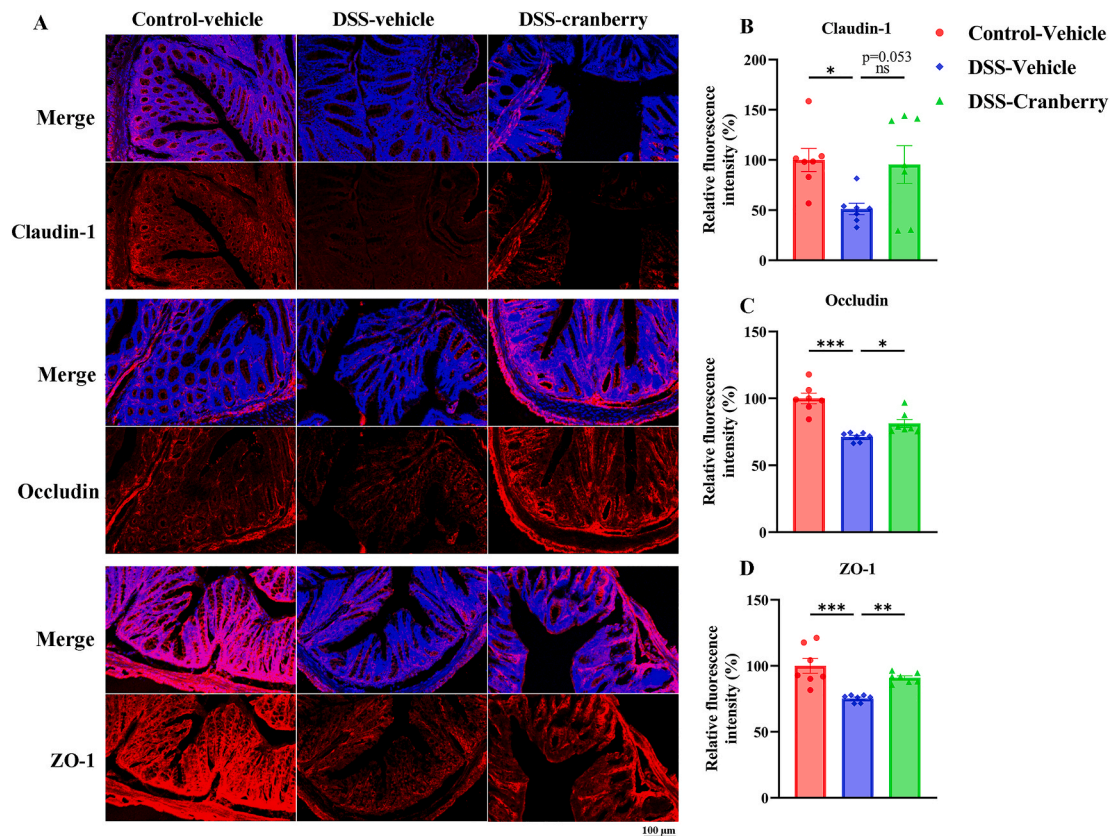 A
Control-vehicle DSS-vehicle DSS-cranberry
Merge
Claudin-1
Merge
Occludin
Merge
ZO-1
100 μm
B
Claudin-1
Relative fluorescence
intensity (%)
200
150
100
50
0
*
p=0.053
ns
Control-Vehicle
DSS-Vehicle
DSS-Cranberry
C
Occludin
Relative fluorescence
intensity (%)
150
100
50
0
*** *
D
ZO-1
Relative fluorescence
intensity (%)
150
100
50
0
*** **